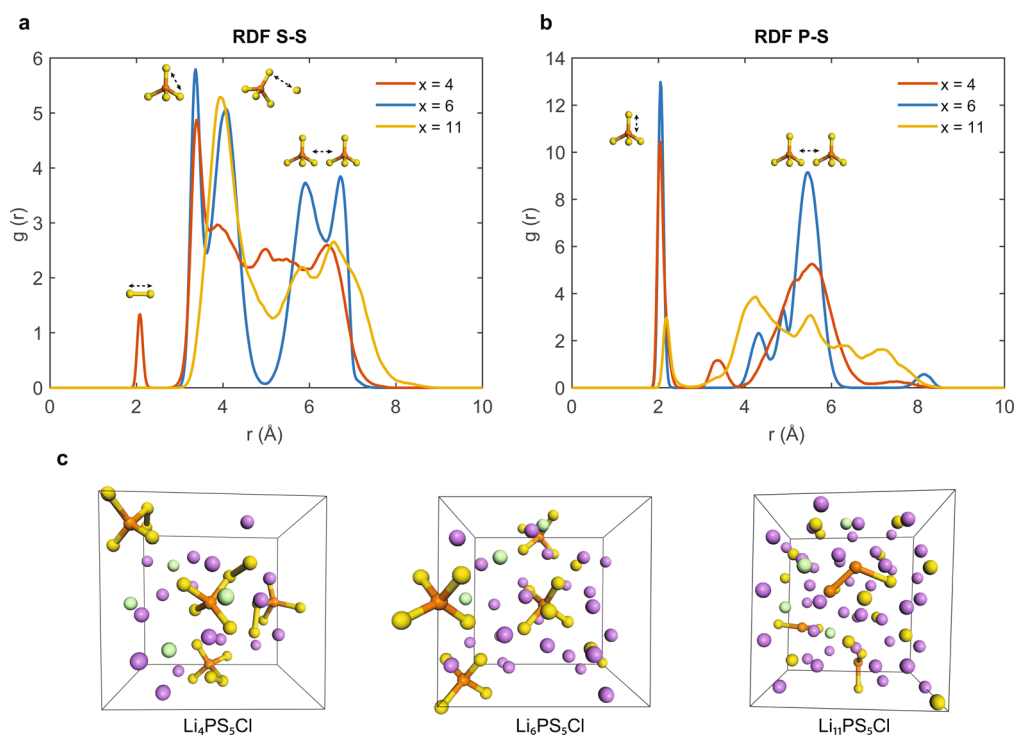 a
RDF S-S
6
5
4
3
2
1
0
g (r)
x = 4
x = 6
x = 11
0 2 4 6 8 10
r (Å)
b
RDF P-S
14
12
10
8
6
4
2
0
g (r)
x = 4
x = 6
x = 11
0 2 4 6 8 10
r (Å)
c
Li₄PS₅Cl
Li₆PS₅Cl
Li₁₁PS₅Cl